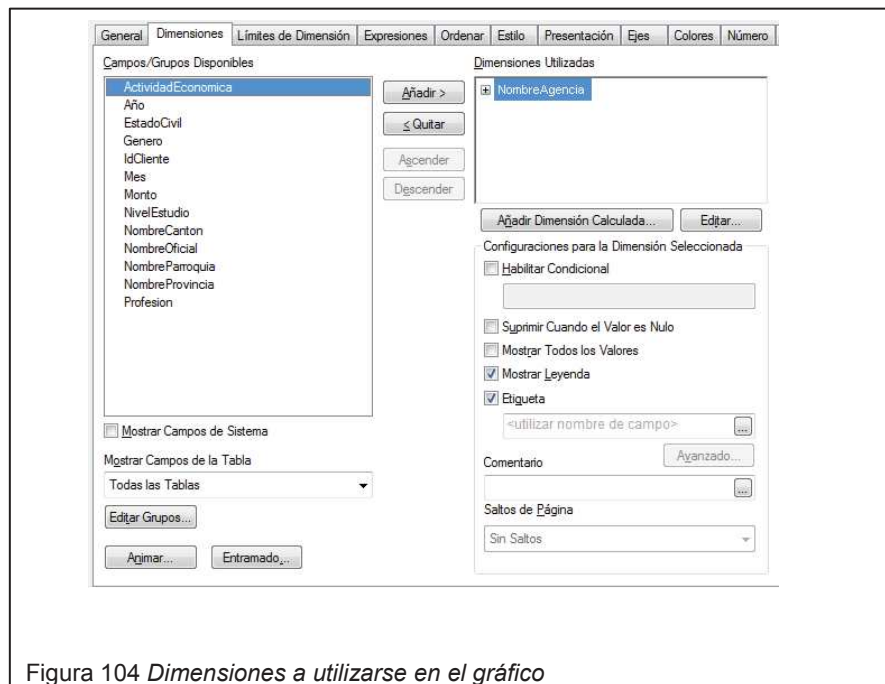 General Dimensiones Límites de Dimensión Expresiones Ordenar Estilo Presentación Ejes Colores Número
Campos/Grupos Disponibles
ActividadEconomica
Año
EstadoCivil
Genero
IdCliente
Mes
Monto
NivelEstudio
NombreCanton
NombreOficial
NombreParroquia
NombreProvincia
Profesion
Mostrar Campos de Sistema
Mostrar Campos de la Tabla
Todas las Tablas
Editar Grupos...
Animar... Entramado...
Añadir >
< Quitar
Ascender
Descender
Dimensiones Utilizadas
NombreAgencia
Añadir Dimensión Calculada... Editar...
Configuraciones para la Dimensión Seleccionada
Habilitar Condicional
Suprimir Cuando el Valor es Nulo
Mostrar Todos los Valores
Mostrar Leyenda
Etiqueta
<utilizar nombre de campo> ...
Avanzado...
Comentario
...
Saltos de Página
Sin Saltos
Figura 104 Dimensiones a utilizarse en el gráfico